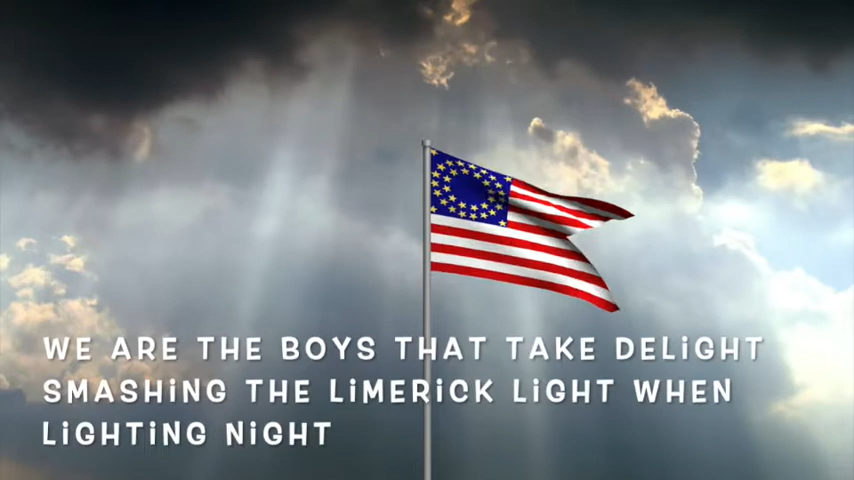 WE ARE THE BOYS THAT TAKE DELiGHT
SMASHiNG THE LiMERiCK LiGHT WHEN
LiGHTiNG NiGHT